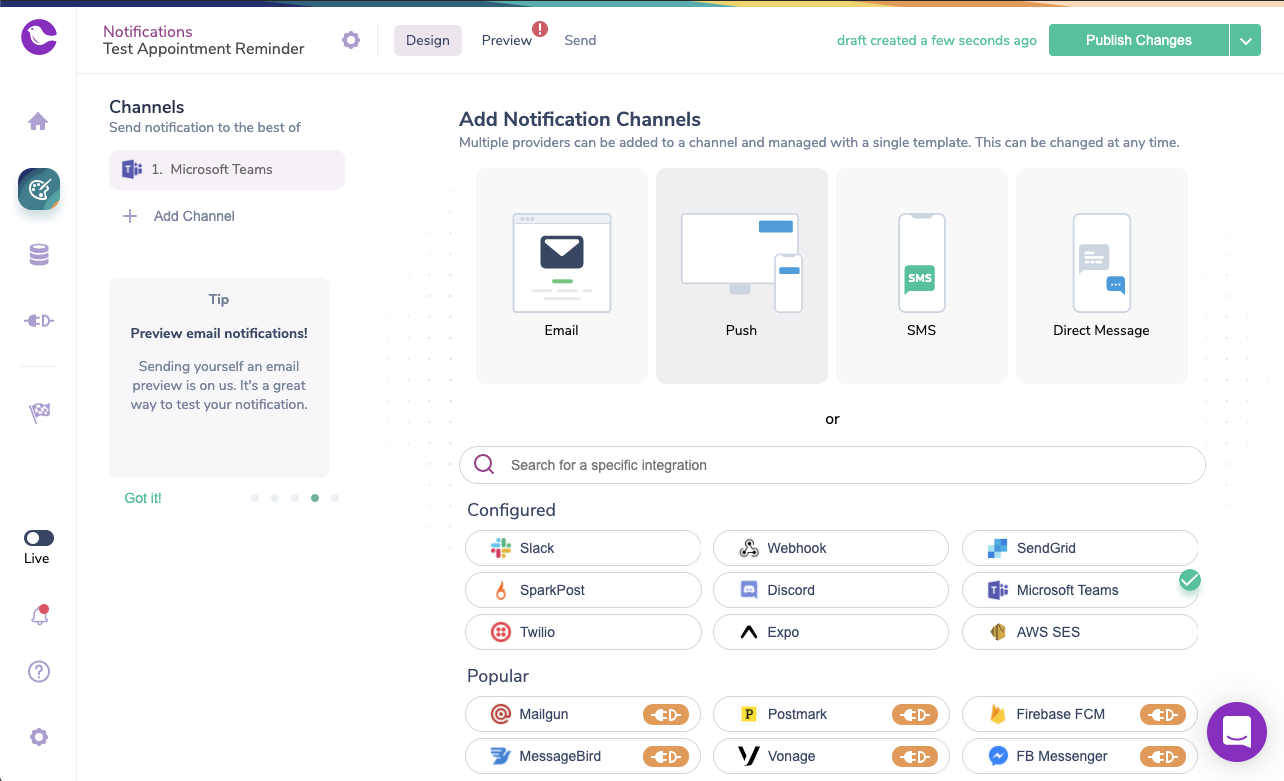 Notifications
Test Appointment Reminder
Design
Preview
!
Send
draft created a few seconds ago
Publish Changes
Channels
Send notification to the best of
1. Microsoft Teams
Add Channel
Tip
Preview email notifications!
Sending yourself an email
preview is on us. It's a great
way to test your notification.
Got it!
Live
Add Notification Channels
Multiple providers can be added to a channel and managed with a single template. This can be changed at any time.
Email
Push
SMS
SMS
Direct Message
or
Search for a specific integration
Configured
Slack
Webhook
SendGrid
SparkPost
Discord
Microsoft Teams
Twilio
Expo
AWS SES
Popular
Mailgun
P
Postmark
Firebase FCM
MessageBird
Vonage
FB Messenger